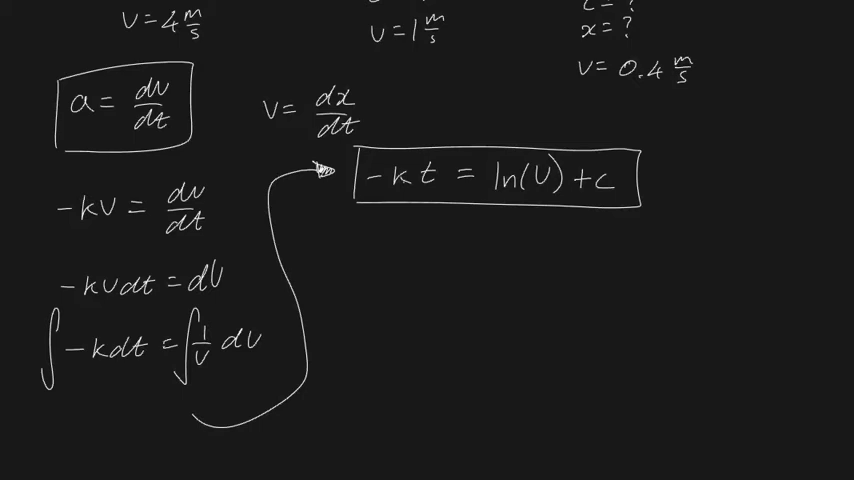 x = ?
V = 4 m/s
V = 1 m/s
V = 0.4 m/s
a = dv/dt
V = dx/dt
-kt = ln(V) + c
-kv = dv/dt
-kvdt = dV
∫ -kdt = ∫ 1/v dv